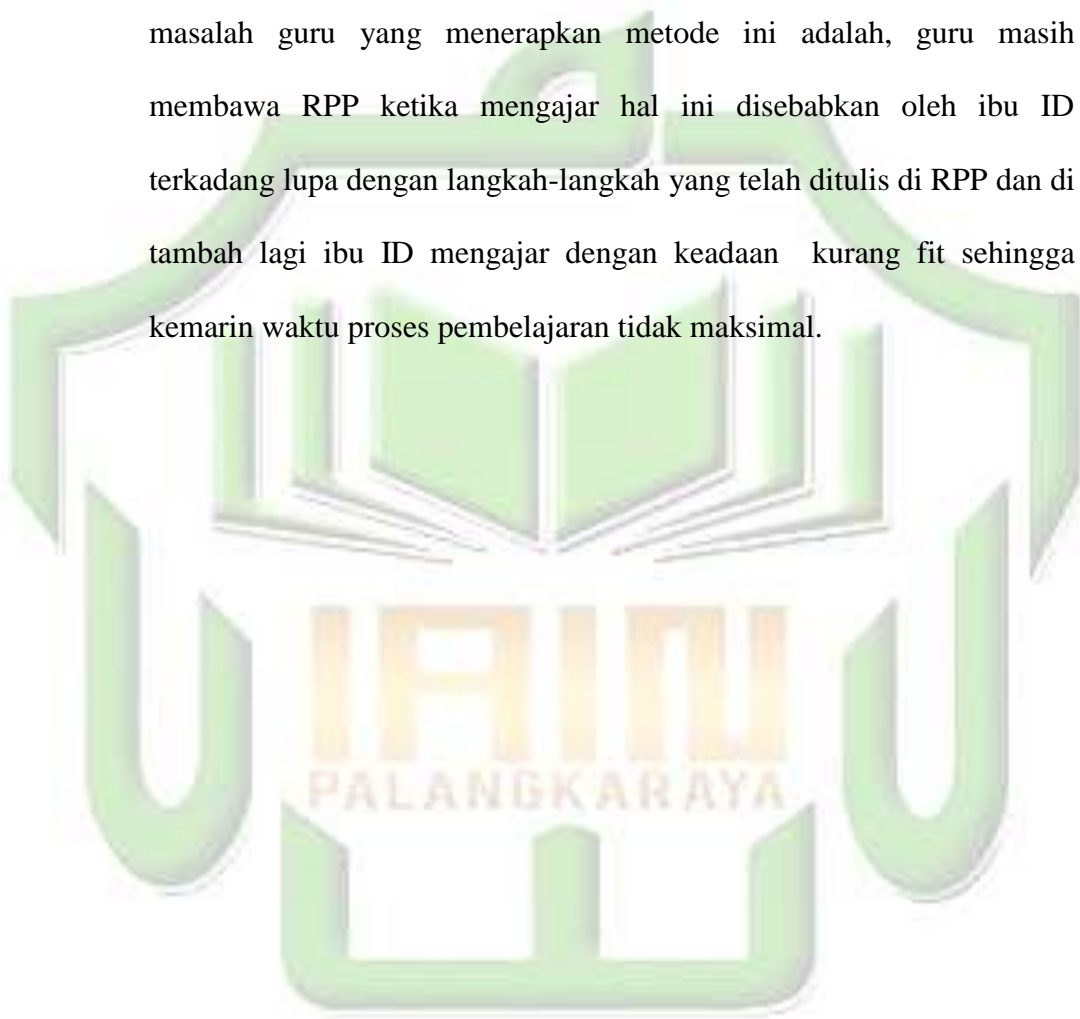 masalah guru yang menerapkan metode ini adalah, guru masih
membawa RPP ketika mengajar hal ini disebabkan oleh ibu ID
terkadang lupa dengan langkah-langkah yang telah ditulis di RPP dan di
tambah lagi ibu ID mengajar dengan keadaan kurang fit sehingga
kemarin waktu proses pembelajaran tidak maksimal.
IAIN
PALANGKARAYA